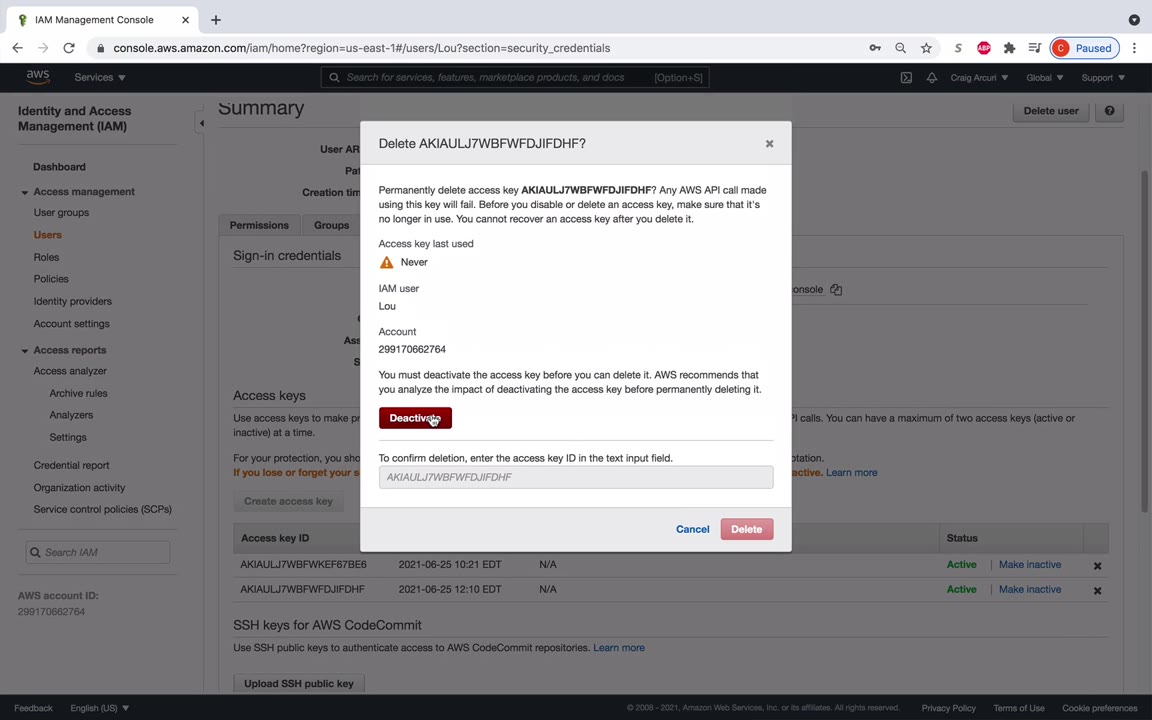 IAM Management Console
console.aws.amazon.com/iam/home?region=us-east-1#/users/Lou?section=security_credentials
S
ABP
C Paused
aws
Services
Search for services, features, marketplace products, and docs [Option+S]
Craig Arcuri
Global
Support
Identity and Access
Management (IAM)
Dashboard
Access management
User groups
Users
Roles
Policies
Identity providers
Account settings
Access reports
Access analyzer
Archive rules
Analyzers
Settings
Credential report
Organization activity
Service control policies (SCPs)
Search IAM
AWS account ID:
299170662764
Summary
Delete user
User AR
Pat
Creation tim
Permissions
Groups
Sign-in credentials
onsole
Ass
S
Access keys
Use access keys to make pr
PI calls. You can have a maximum of two access keys (active or
inactive) at a time.
For your protection, you sho
otation.
If you lose or forget your s
active. Learn more
Create access key
Access key ID
Status
AKIAULJ7WBFWKEF67BE6 2021-06-25 10:21 EDT N/A Active | Make inactive
AKIAULJ7WBFWFDJIFDHF 2021-06-25 12:10 EDT N/A Active | Make inactive
SSH keys for AWS CodeCommit
Use SSH public keys to authenticate access to AWS CodeCommit repositories. Learn more
Upload SSH public key
Delete AKIAULJ7WBFWFDJIFDHF?
Permanently delete access key AKIAULJ7WBFWFDJIFDHF? Any AWS API call made
using this key will fail. Before you disable or delete an access key, make sure that it's
no longer in use. You cannot recover an access key after you delete it.
Access key last used
Never
IAM user
Lou
Account
299170662764
You must deactivate the access key before you can delete it. AWS recommends that
you analyze the impact of deactivating the access key before permanently deleting it.
Deactivate
To confirm deletion, enter the access key ID in the text input field.
AKIAULJ7WBFWFDJIFDHF
Cancel
Delete
Feedback
English (US)
© 2008 - 2021, Amazon Web Services, Inc. or its affiliates. All rights reserved.
Privacy Policy
Terms of Use
Cookie preferences